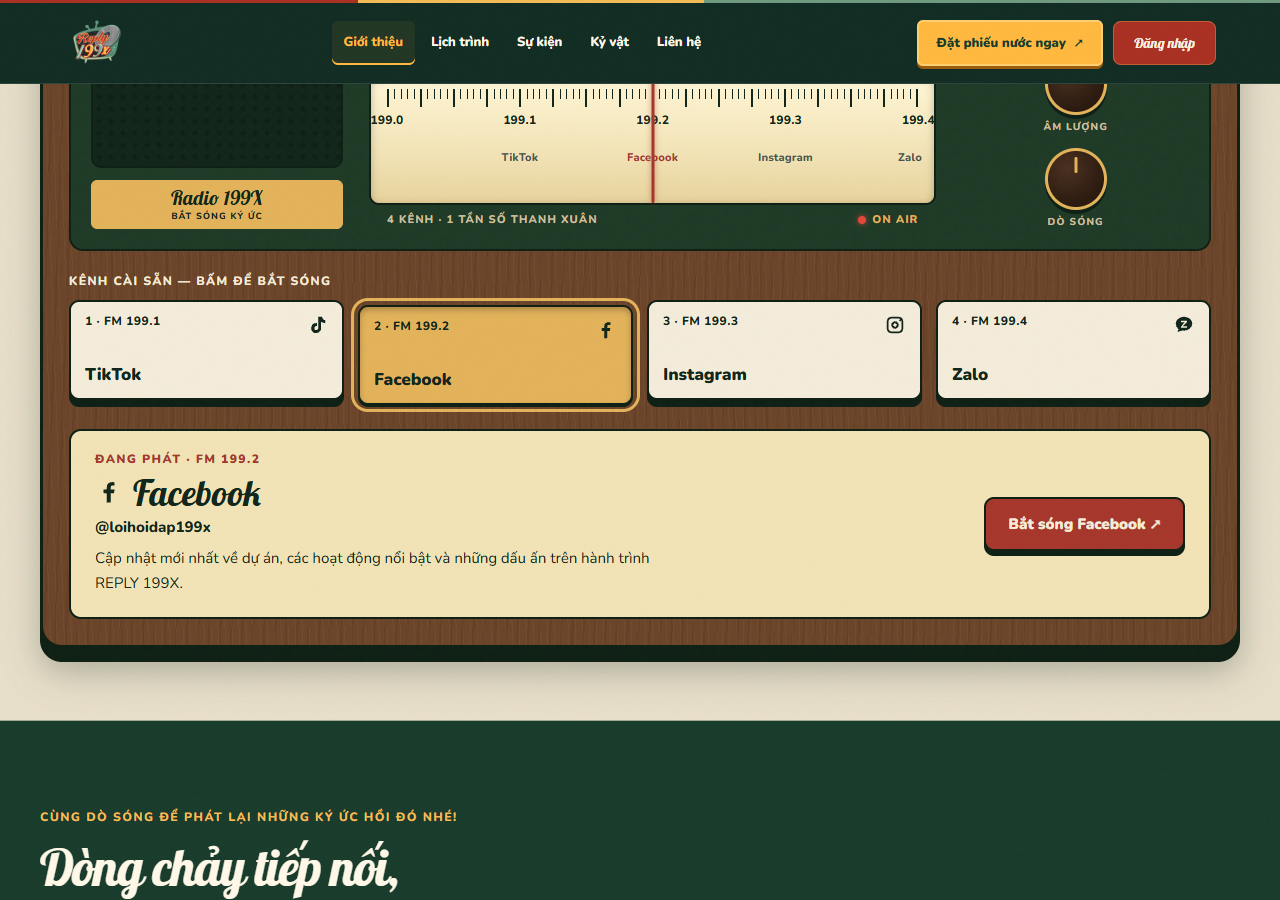 Reply 199x
Giới thiệu
Lịch trình
Sự kiện
Kỷ vật
Liên hệ
Đặt phiếu nước ngay ↗
Đăng nhập
199.0 199.1 199.2 199.3 199.4
TikTok Facebook Instagram Zalo
Radio 199X
BẮT SÓNG KÝ ỨC
4 KÊNH · 1 TẦN SỐ THANH XUÂN
ON AIR
ÂM LƯỢNG
DÒ SÓNG
KÊNH CÀI SẴN — BẤM ĐỂ BẮT SÓNG
1 · FM 199.1
TikTok
2 · FM 199.2
Facebook
3 · FM 199.3
Instagram
4 · FM 199.4
Zalo
ĐANG PHÁT · FM 199.2
Facebook
@loihoidap199x
Cập nhật mới nhất về dự án, các hoạt động nổi bật và những dấu ấn trên hành trình
REPLY 199X.
Bắt sóng Facebook ↗
CÙNG DÒ SÓNG ĐỂ PHÁT LẠI NHỮNG KÝ ỨC HỒI ĐÓ NHÉ!
Dòng chảy tiếp nối,